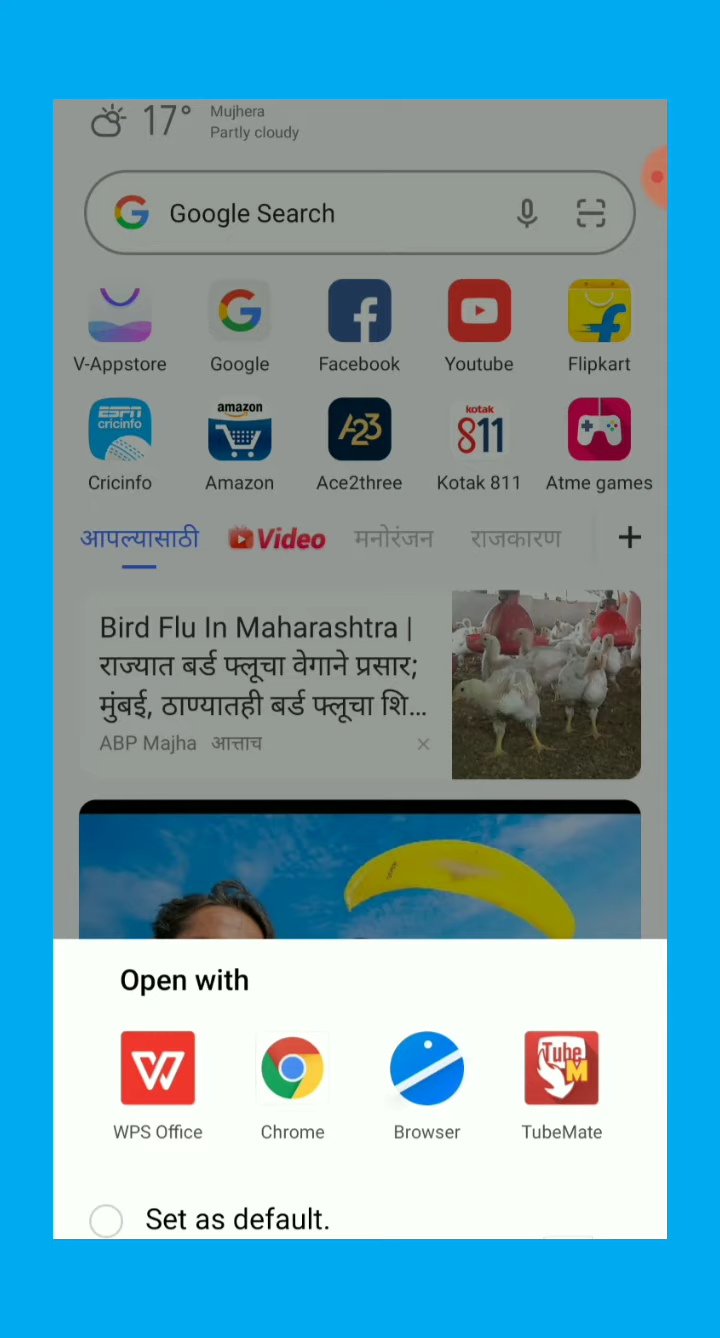 17° Mujhera
Partly cloudy
Google Search
V-Appstore Google Facebook Youtube Flipkart
ESPN
cricinfo
amazon
A23
kotak
811
Cricinfo Amazon Ace2three Kotak 811 Atme games
आपल्यासाठी Video मनोरंजन राजकारण +
Bird Flu In Maharashtra |
राज्यात बर्ड फ्लूचा वेगाने प्रसार;
मुंबई, ठाण्यातही बर्ड फ्लूचा शि...
ABP Majha आत्ताच ×
Open with
Tube
M
WPS Office Chrome Browser TubeMate
Set as default.